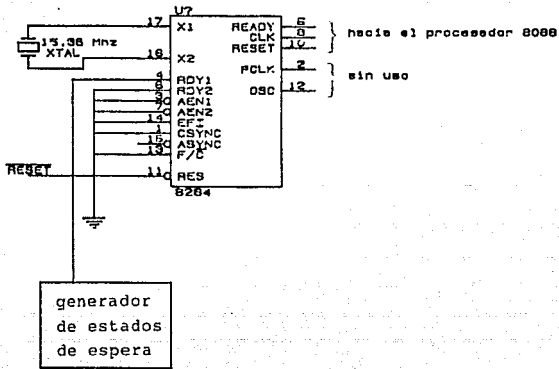 U?
17 X1 READY 5
15.36 Mhz
XTAL
CLK 8
RESET 10
hacia el procesador 8088
16 X2
PCLK 2
sin uso
OSC 12
4 RDY1
6 RDY2
3 AEN1
7 AEN2
14 EFI
1 CSYNC
15 ASYNC
13 F/C
RESET
11 RES
8284
generador
de estados
de espera